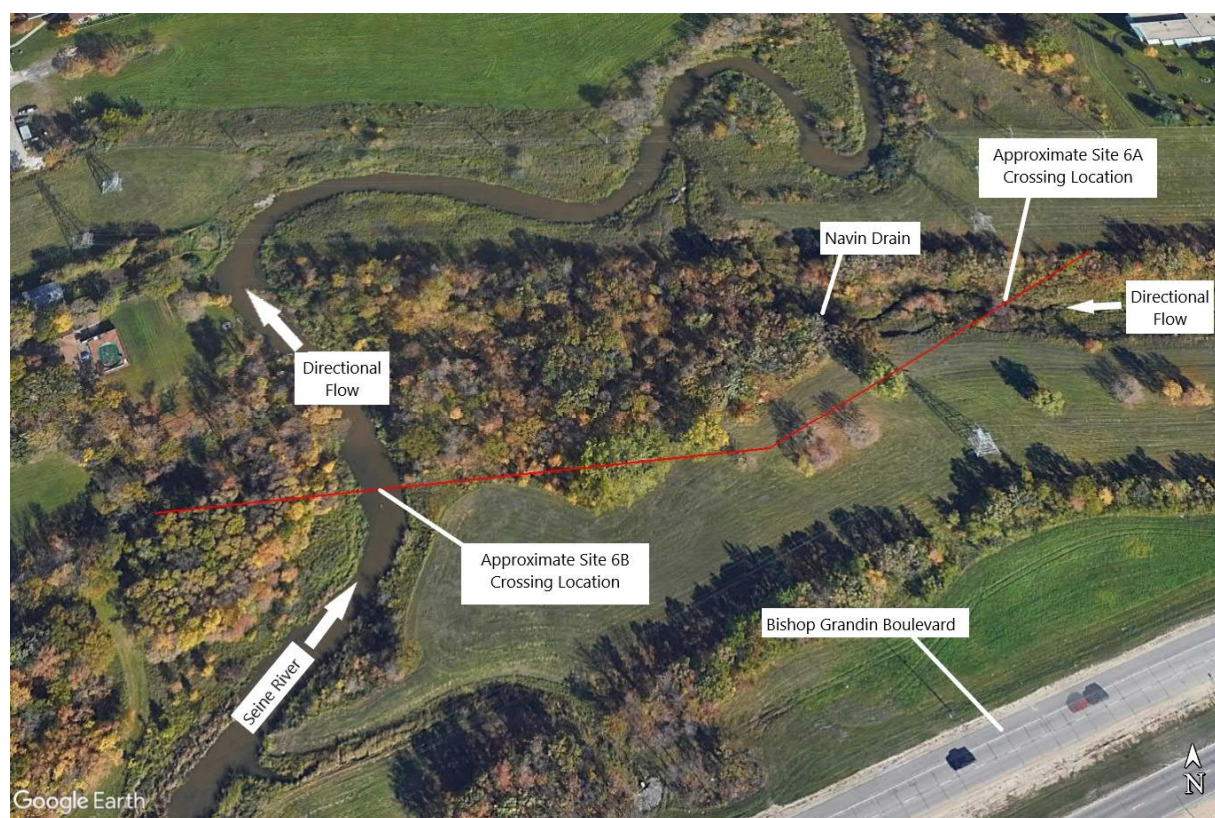 Approximate Site 6A
Crossing Location
Navin Drain
Directional
Flow
Directional
Flow
Approximate Site 6B
Crossing Location
Bishop Grandin Boulevard
Seine River
Google Earth
N